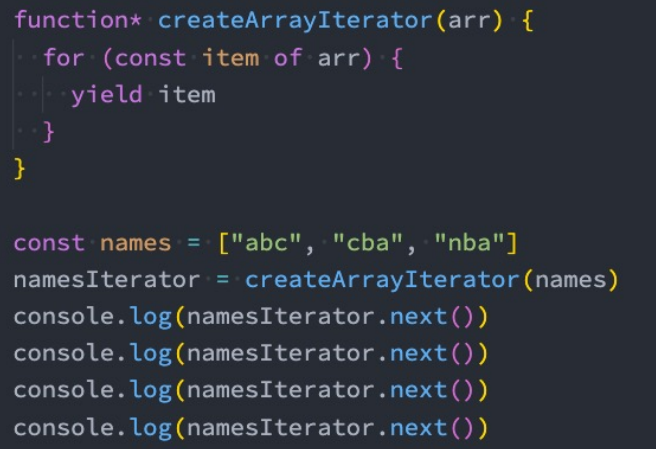 function* createArrayIterator(arr) {
  for (const item of arr) {
    yield item
  }
}

const names = ["abc", "cba", "nba"]
namesIterator = createArrayIterator(names)
console.log(namesIterator.next())
console.log(namesIterator.next())
console.log(namesIterator.next())
console.log(namesIterator.next())